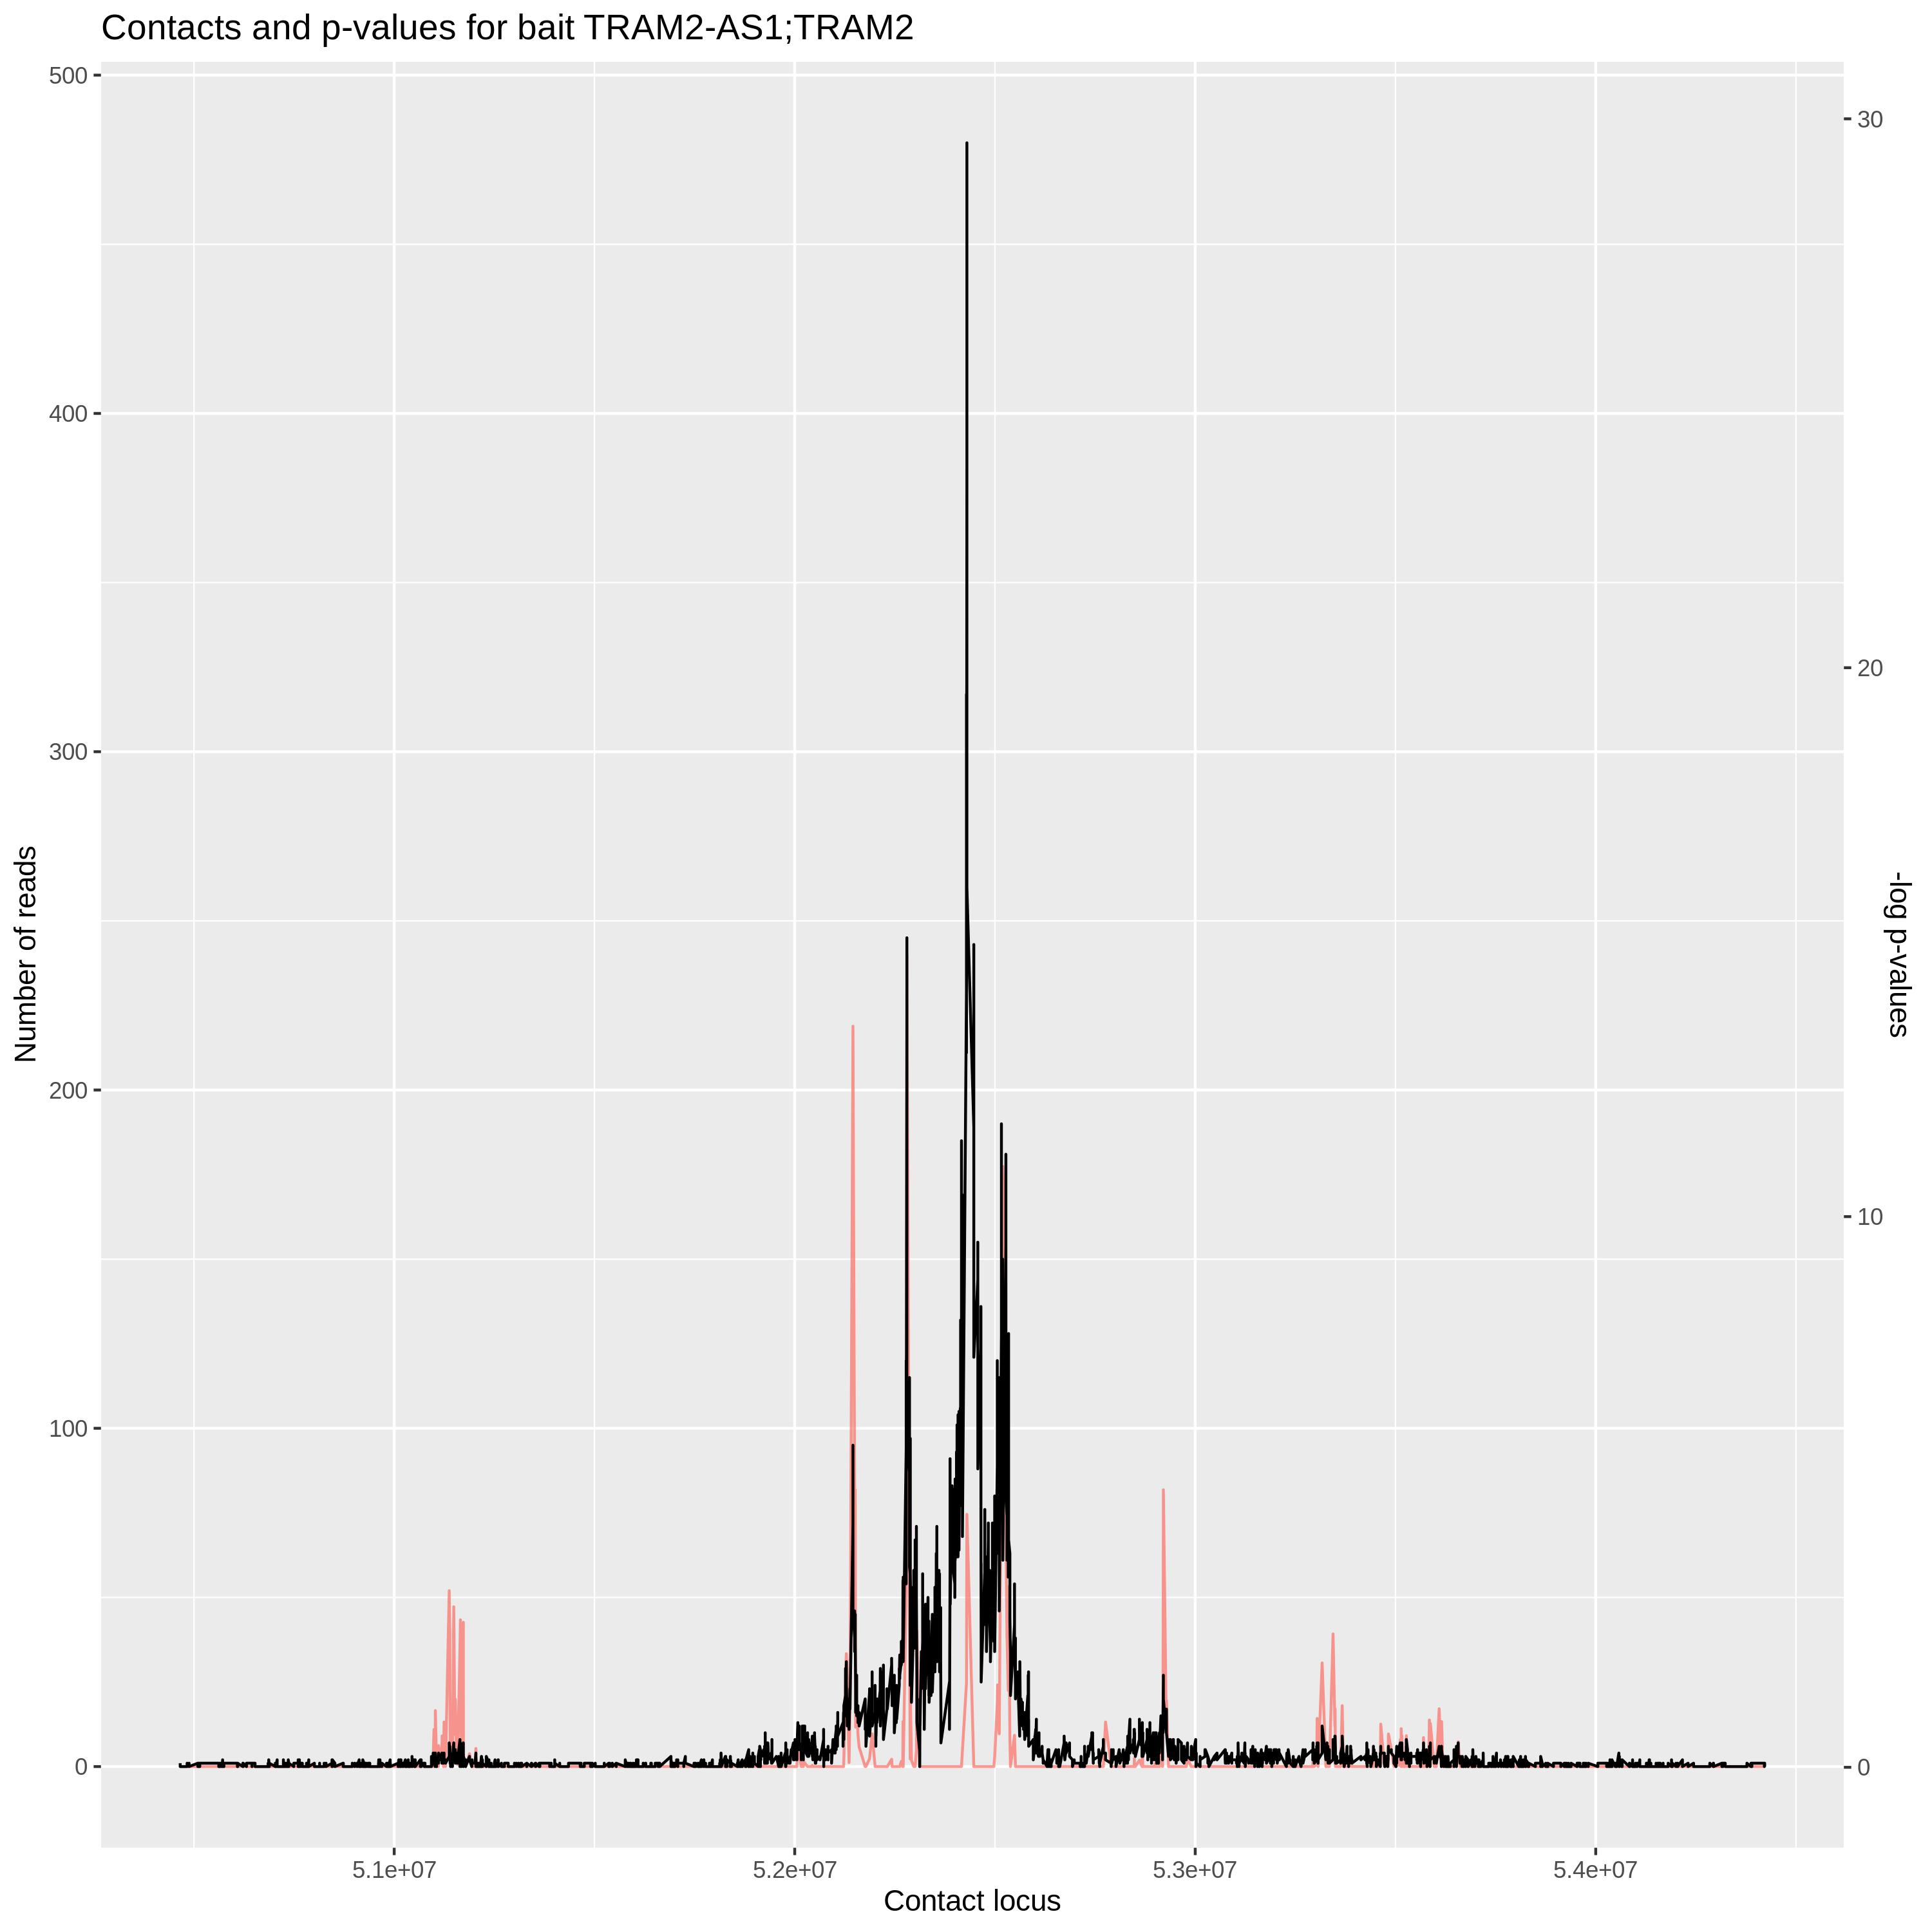 Contacts and p-values for bait TRAM2-AS1;TRAM2
500
400
300
200
100
0
Number of reads
30
20
10
0
-log p-values
5.1e+07 5.2e+07 5.3e+07 5.4e+07
Contact locus